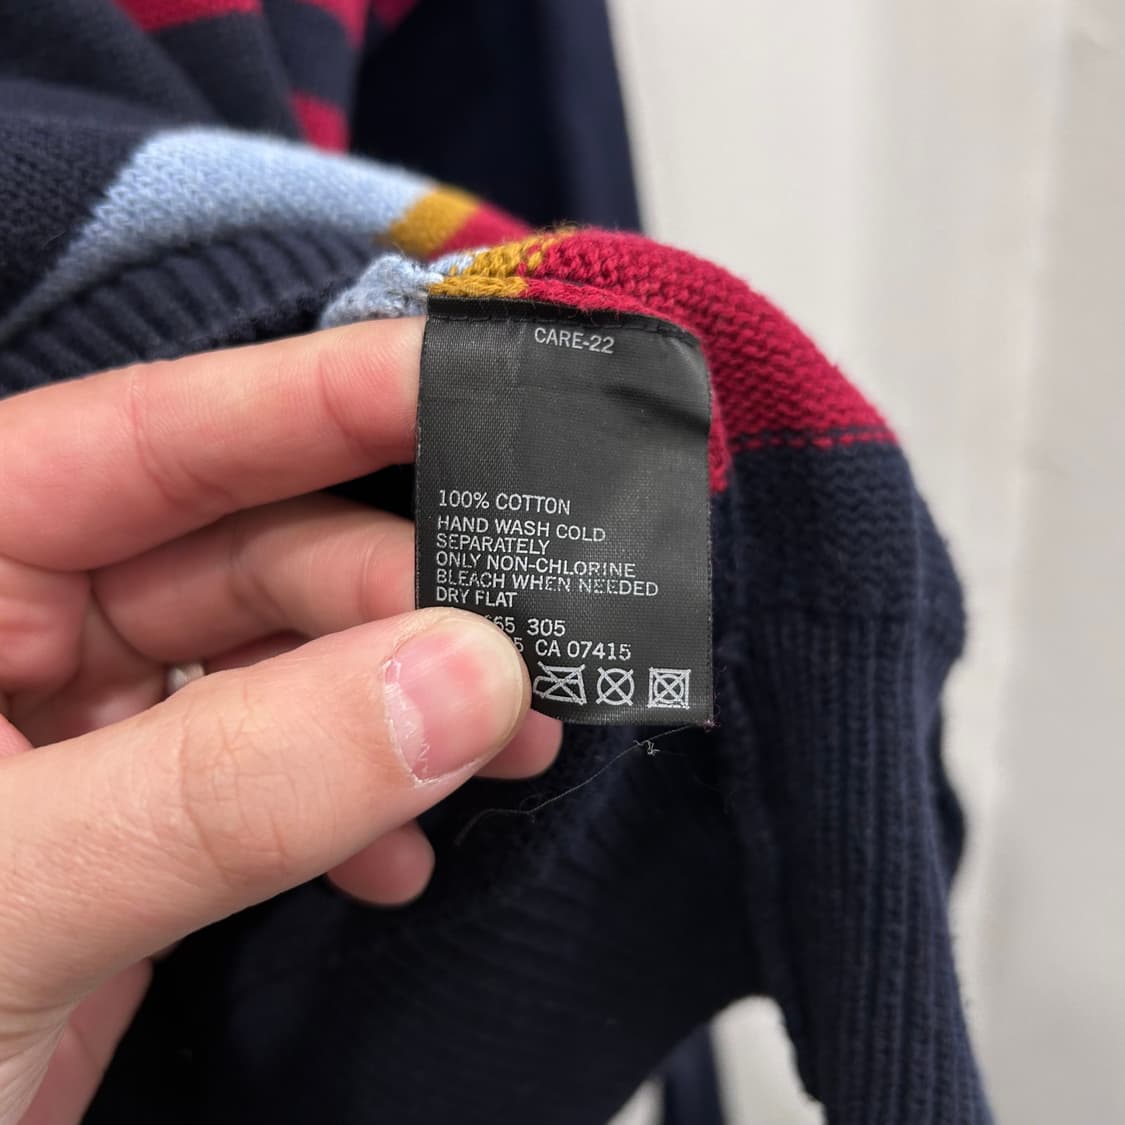 CARE-22
100% COTTON
HAND WASH COLD
SEPARATELY
ONLY NON-CHLORINE
BLEACH WHEN NEEDED
DRY FLAT
305
CA 07415